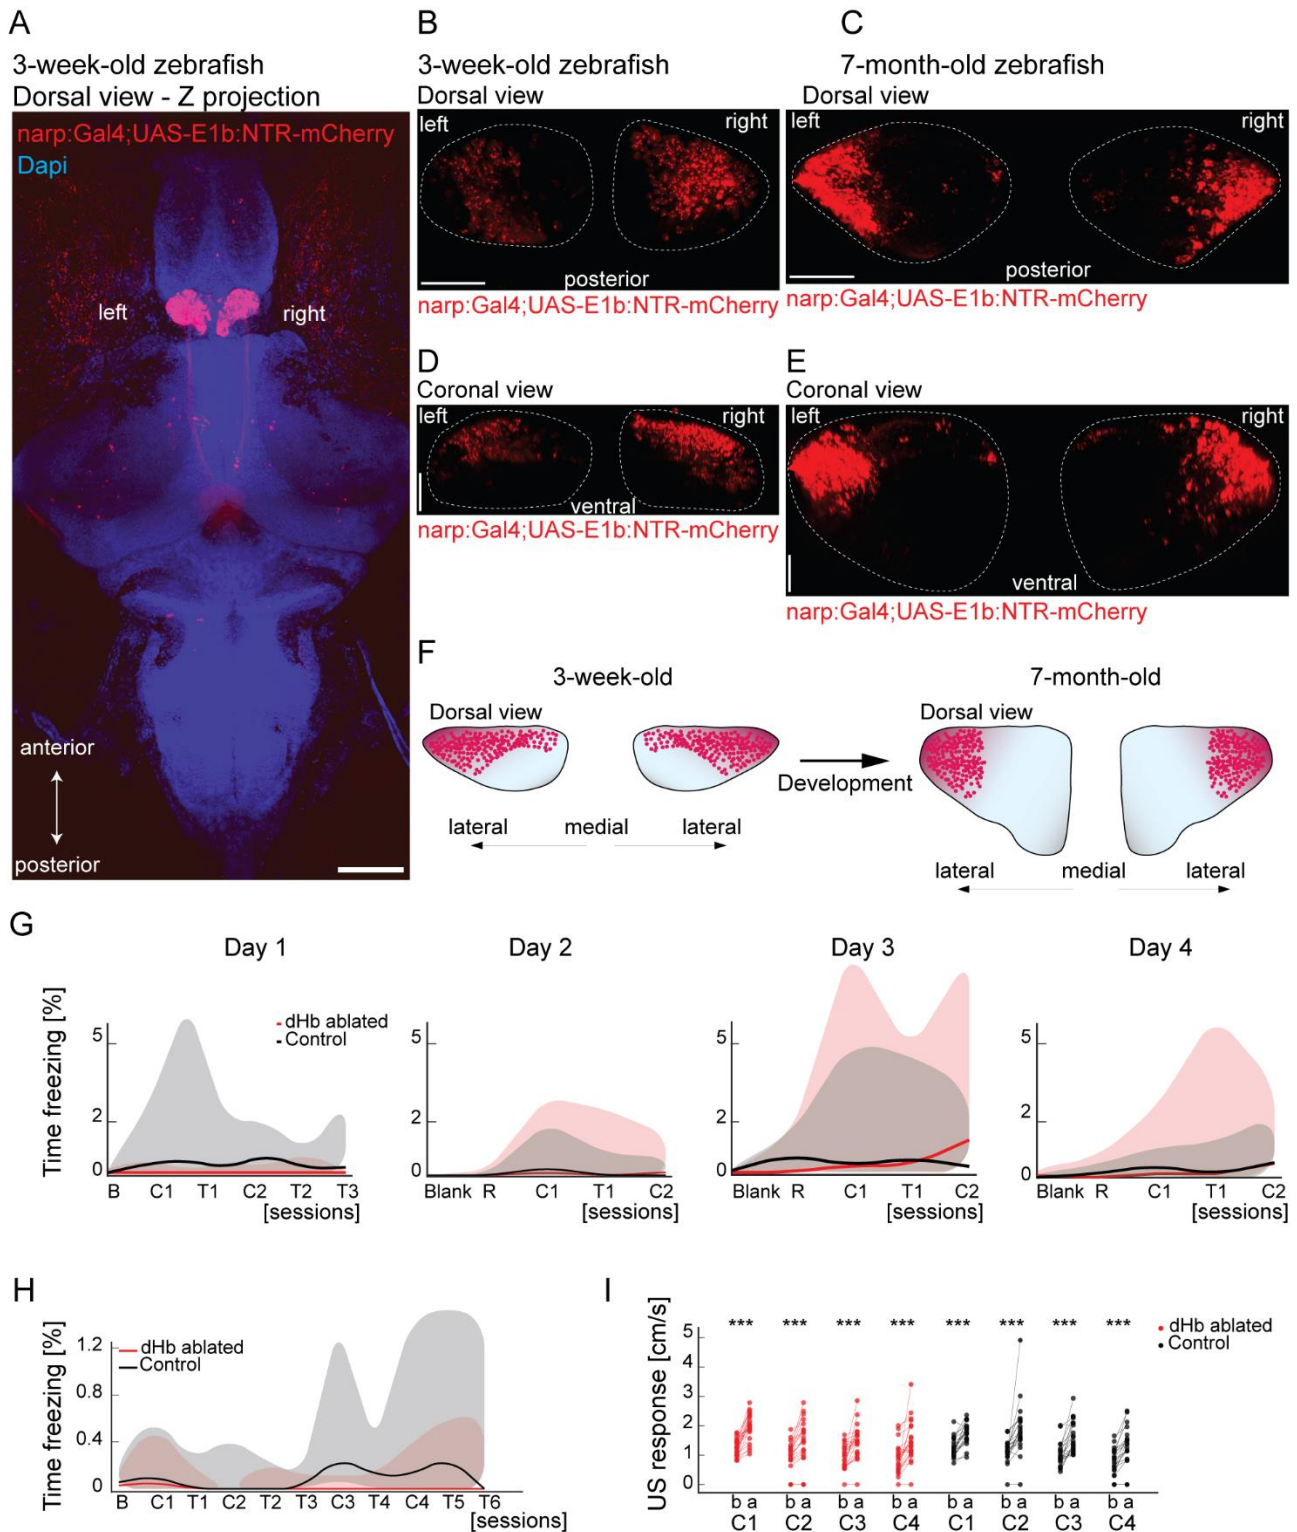 A
3-week-old zebrafish
Dorsal view - Z projection
narp:Gal4;UAS-E1b:NTR-mCherry
Dapi
left
right
anterior
posterior
B
3-week-old zebrafish
Dorsal view
left
right
posterior
narp:Gal4;UAS-E1b:NTR-mCherry
C
7-month-old zebrafish
Dorsal view
left
right
posterior
narp:Gal4;UAS-E1b:NTR-mCherry
D
Coronal view
left
right
ventral
narp:Gal4;UAS-E1b:NTR-mCherry
E
Coronal view
left
right
ventral
narp:Gal4;UAS-E1b:NTR-mCherry
F
3-week-old
Dorsal view
lateral medial lateral
Development
7-month-old
Dorsal view
lateral medial lateral
G
Time freezing [%]
Day 1
5
2
0
dHb ablated
Control
B C1 T1 C2 T2 T3
[sessions]
Day 2
5
2
0
Blank R C1 T1 C2
[sessions]
Day 3
5
2
0
Blank R C1 T1 C2
[sessions]
Day 4
5
2
0
Blank R C1 T1 C2
[sessions]
H
Time freezing [%]
1.2
0.8
0.4
0
dHb ablated
Control
B C1 T1 C2 T2 T3 C3 T4 C4 T5 T6
[sessions]
I
US response [cm/s]
5
4
3
2
1
0
*** *** *** *** *** *** *** ***
dHb ablated
Control
b a b a b a b a b a b a b a b a
C1 C2 C3 C4 C1 C2 C3 C4